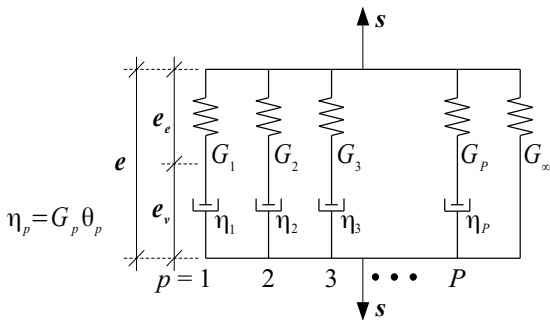 s
e_e
G_1 G_2 G_3 G_P G_∞
e
e_v
η_p=G_pθ_p
η_1 η_2 η_3 η_P
p = 1 2 3 • • • P
s